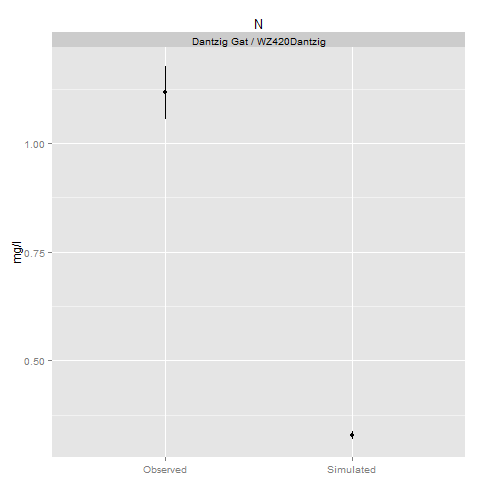 N
Dantzig Gat / WZ420Dantzig
1.00
0.75
0.50
mg/l
Observed
Simulated